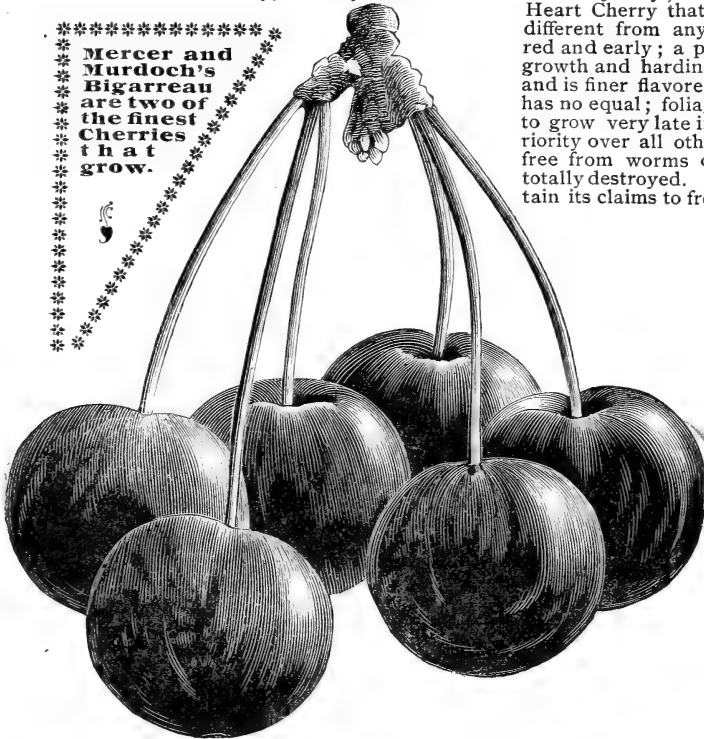 Mercer and
Murdoch's
Bigarreau
are two of
the finest
Cherries
that
grow.
Heart Cherry that
different from any
red and early; a p
growth and hardin
and is finer flavore
has no equal; folia
to grow very late i
riority over all oth
free from worms
totally destroyed.
tain its claims to fr